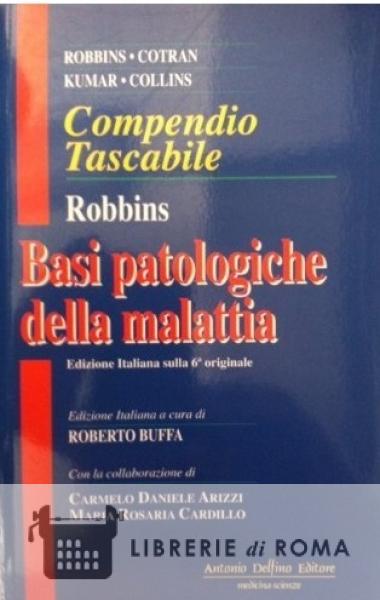 ROBBINS • COTRAN
KUMAR • COLLINS
Compendio
Tascabile
Robbins
Basi patologiche
della malattia
Edizione Italiana sulla 6ª originale
Edizione Italiana a cura di
ROBERTO BUFFA
Con la collaborazione di
CARMELO DANIELE ARIZZI
MARIA ROSARIA CARDILLO
LIBRERIE di ROMA
Antonio Delfino Editore
medicina-scienze